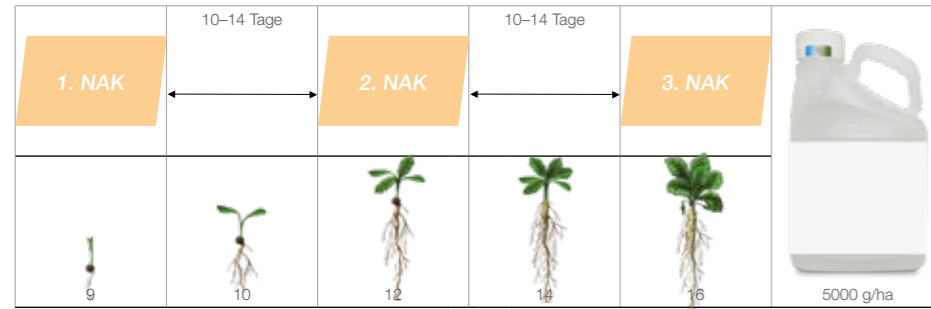 10–14 Tage
10–14 Tage
1. NAK
2. NAK
3. NAK
9
10
12
14
16
5000 g/ha